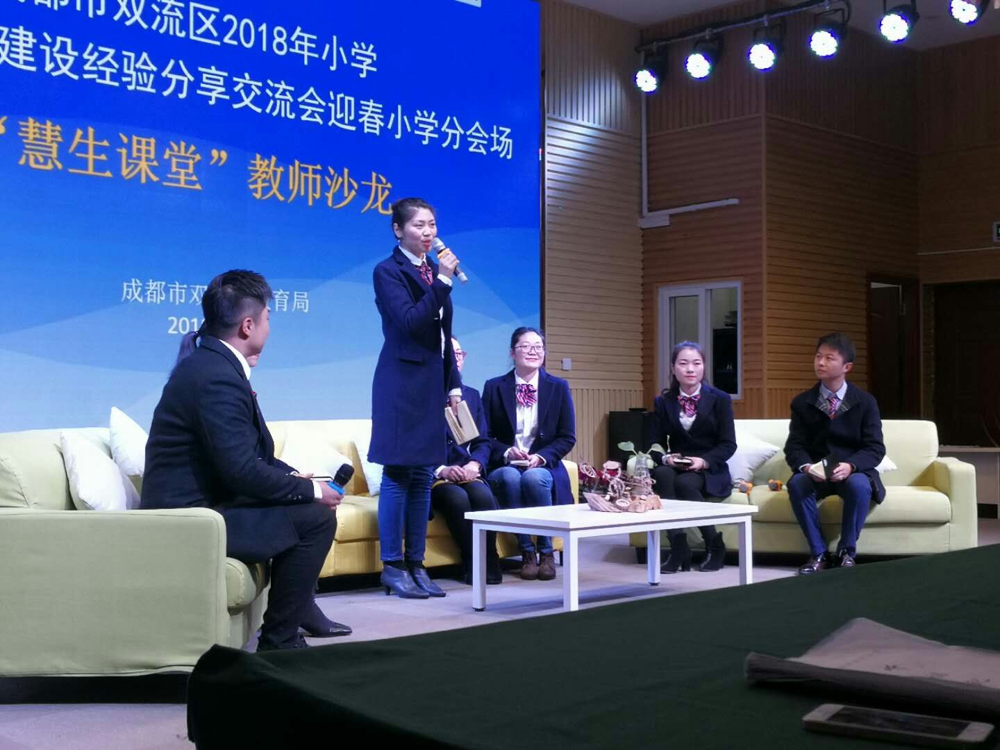 都市双流区2018年小学
建设经验分享交流会迎春小学分会场
“慧生课堂”教师沙龙
成都市双 育局
201